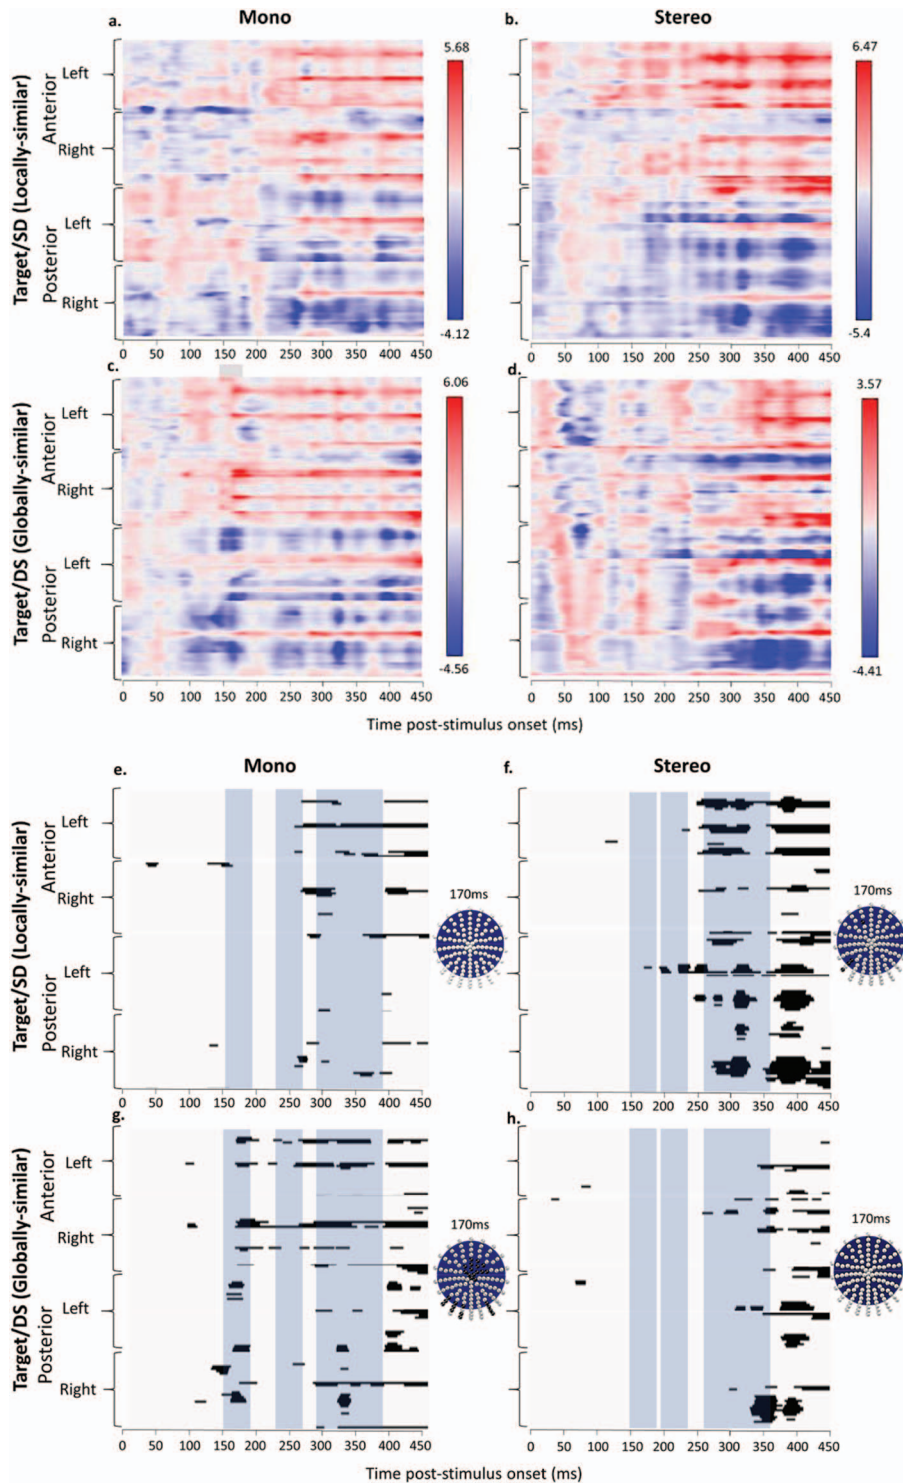 Mono
Stereo
a.
b.
Target/SD (Locally-similar)
Anterior
Posterior
Left
Right
Left
Right
5.68
-4.12
6.47
-5.4
0 50 100 150 200 250 300 350 400 450
0 50 100 150 200 250 300 350 400 450
c.
d.
Target/DS (Globally-similar)
Anterior
Posterior
Left
Right
Left
Right
6.06
-4.56
3.57
-4.41
0 50 100 150 200 250 300 350 400 450
0 50 100 150 200 250 300 350 400 450
Time post-stimulus onset (ms)
Mono
Stereo
e.
f.
Target/SD (Locally-similar)
Anterior
Posterior
Left
Right
Left
Right
170ms
170ms
0 50 100 150 200 250 300 350 400 450
0 50 100 150 200 250 300 350 400 450
g.
h.
Target/DS (Globally-similar)
Anterior
Posterior
Left
Right
Left
Right
170ms
170ms
0 50 100 150 200 250 300 350 400 450
0 50 100 150 200 250 300 350 400 450
Time post-stimulus onset (ms)